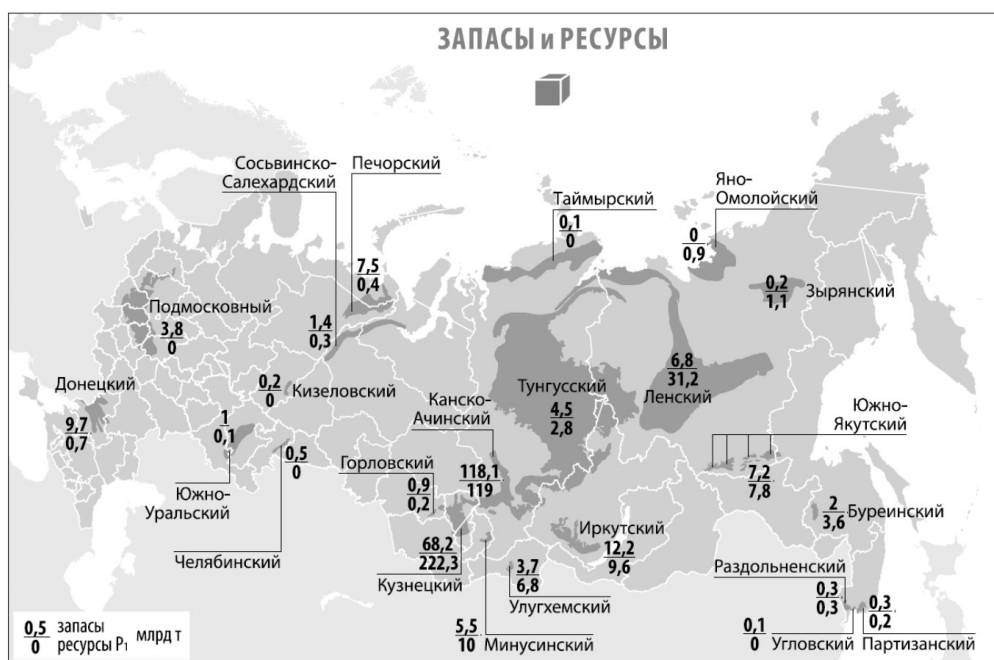 ЗАПАСЫ и РЕСУРСЫ
Сосьвинско-
Салехардский
Печорский
Таймырский
0,1
0
Яно-
Омолойский
0
0,9
7,5
0,4
0,2
1,1
Зырянский
Подмосковный
3,8
0
1,4
0,3
6,8
31,2
Ленский
Донецкий
9,7
0,7
0,2
0
Кизеловский
Канско-
Ачинский
Тунгусский
4,5
2,8
Южно-
Якутский
1
0,1
0,5
0
Горловский
0,9
0,2
118,1
119
7,2
7,8
Южно-
Уральский
2
3,6
Буреинский
Челябинский
68,2
222,3
Кузнецкий
Иркутский
12,2
9,6
3,7
6,8
Улугхемский
Раздольненский
0,3
0,3
0,3
0,2
0,5
0
запасы
ресурсы P₁
млрд т
5,5
10
Минусинский
0,1
0
Угловский
Партизанский